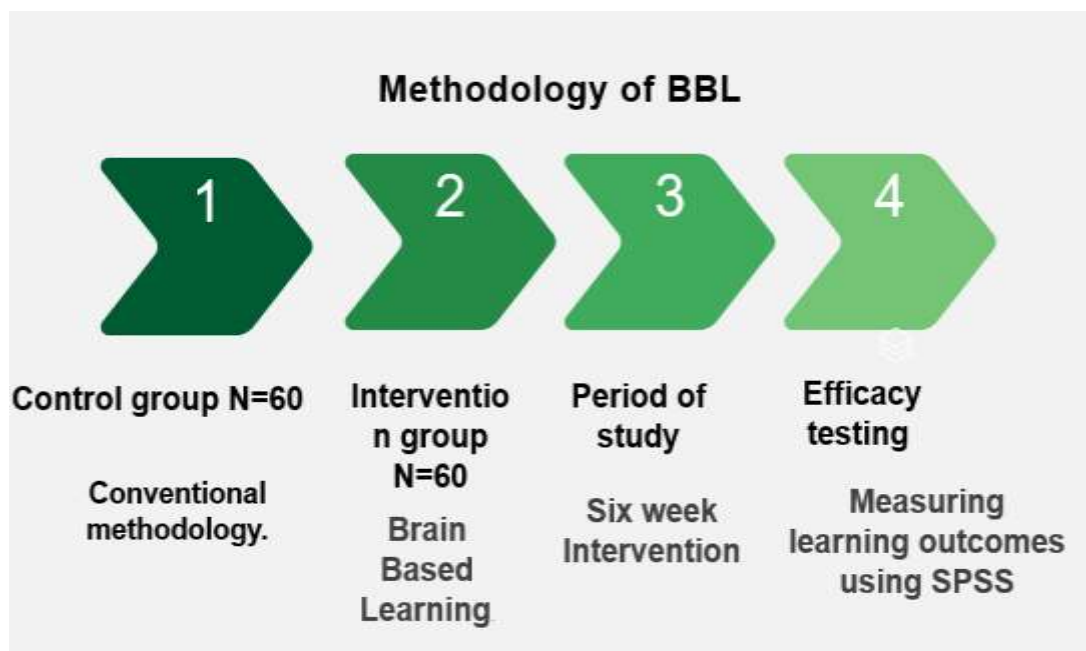 Methodology of BBL
1
2
3
4
Control group N=60
Conventional
methodology.
Interventio
n group
N=60
Brain
Based
Learning
Period of
study
Six week
Intervention
Efficacy
testing
Measuring
learning outcomes
using SPSS